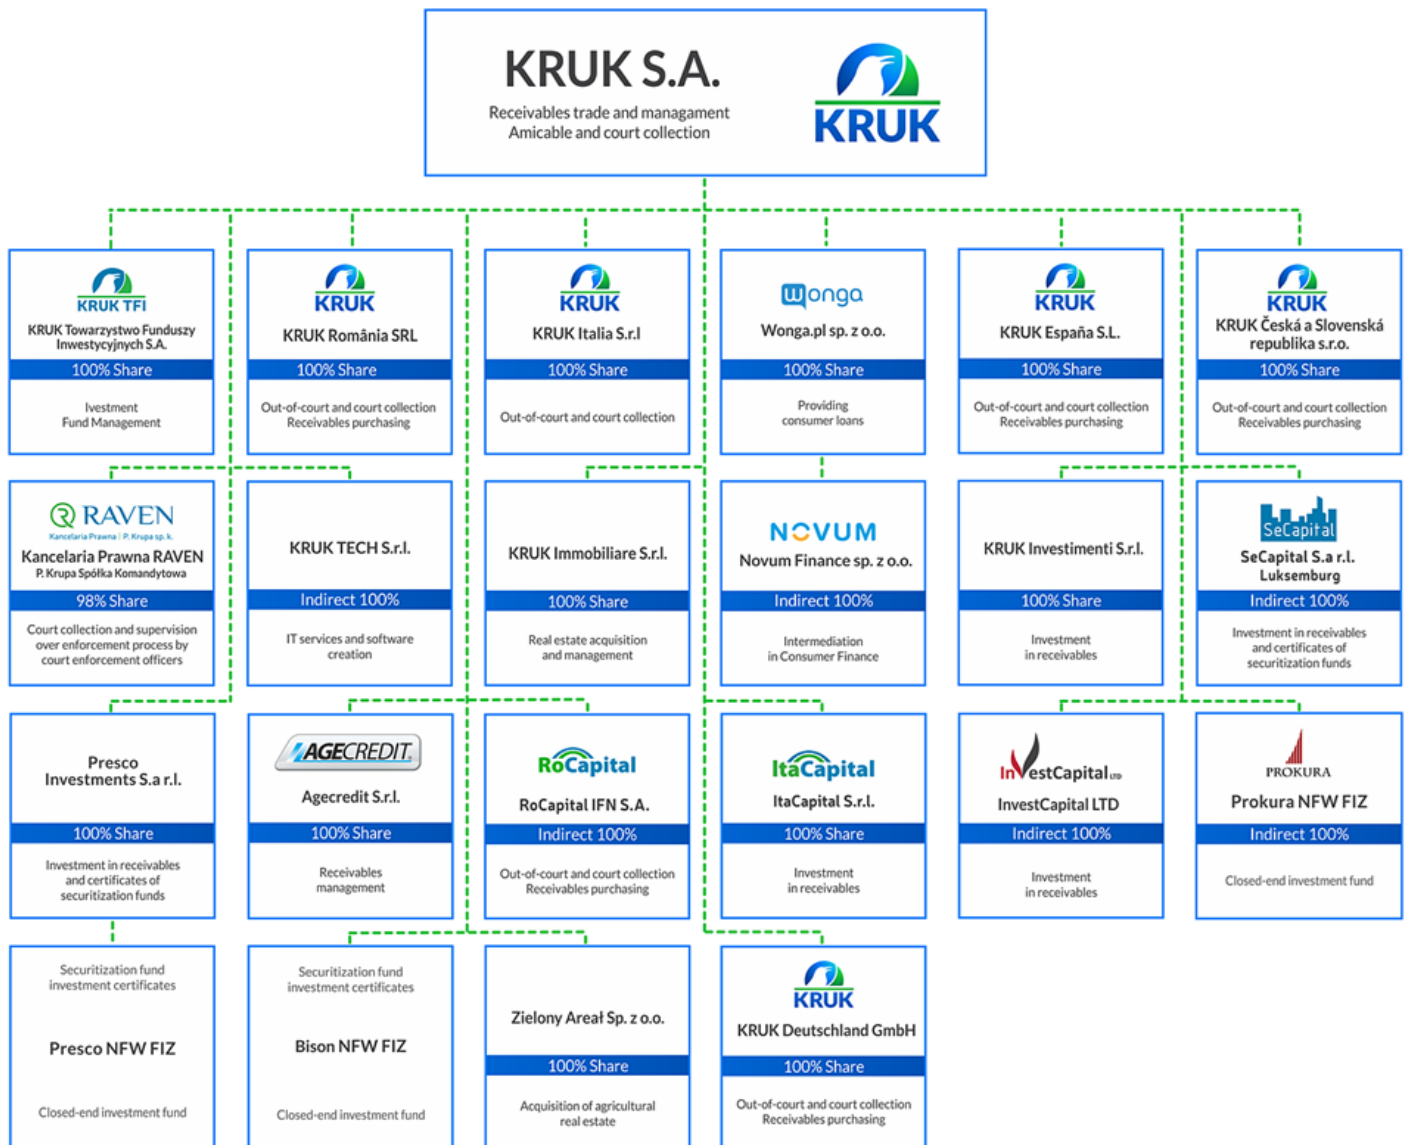 KRUK S.A.
Receivables trade and managament
Amicable and court collection
KRUK
KRUK TFI
KRUK Towarzystwo Funduszy
Inwestycyjnych S.A.
100% Share
Ivestment
Fund Management
KRUK
KRUK România SRL
100% Share
Out-of-court and court collection
Receivables purchasing
KRUK
KRUK Italia S.r.l
100% Share
Out-of-court and court collection
wonga
Wonga.pl sp. z o.o.
100% Share
Providing
consumer loans
KRUK
KRUK España S.L.
100% Share
Out-of-court and court collection
Receivables purchasing
KRUK
KRUK Česká a Slovenská
republika s.r.o.
100% Share
Out-of-court and court collection
Receivables purchasing
RAVEN
Kancelaria Prawna | P. Krupa sp. k.
Kancelaria Prawna RAVEN
P. Krupa Spółka Komandytowa
98% Share
Court collection and supervision
over enforcement process by
court enforcement officers
KRUK TECH S.r.l.
Indirect 100%
IT services and software
creation
KRUK Immobiliare S.r.l.
100% Share
Real estate acquisition
and management
NOVUM
Novum Finance sp. z o.o.
Indirect 100%
Intermediation
in Consumer Finance
KRUK Investimenti S.r.l.
100% Share
Investment
in receivables
SeCapital
SeCapital S.a r.l.
Luksemburg
Indirect 100%
Investment in receivables
and certificates of
securitization funds
Presco
Investments S.a r.l.
100% Share
Investment in receivables
and certificates of
securitization funds
AGECREDIT
Agecredit S.r.l.
100% Share
Receivables
management
RoCapital
RoCapital IFN S.A.
Indirect 100%
Out-of-court and court collection
Receivables purchasing
ItaCapital
ItaCapital S.r.l.
100% Share
Investment
in receivables
InVestCapital LTD
InvestCapital LTD
Indirect 100%
Investment
in receivables
PROKURA
Prokura NFW FIZ
Indirect 100%
Closed-end investment fund
Securitization fund
investment certificates
Presco NFW FIZ
Closed-end investment fund
Securitization fund
investment certificates
Bison NFW FIZ
Closed-end investment fund
Zielony Areał Sp. z o.o.
100% Share
Acquisition of agricultural
real estate
KRUK
KRUK Deutschland GmbH
100% Share
Out-of-court and court collection
Receivables purchasing